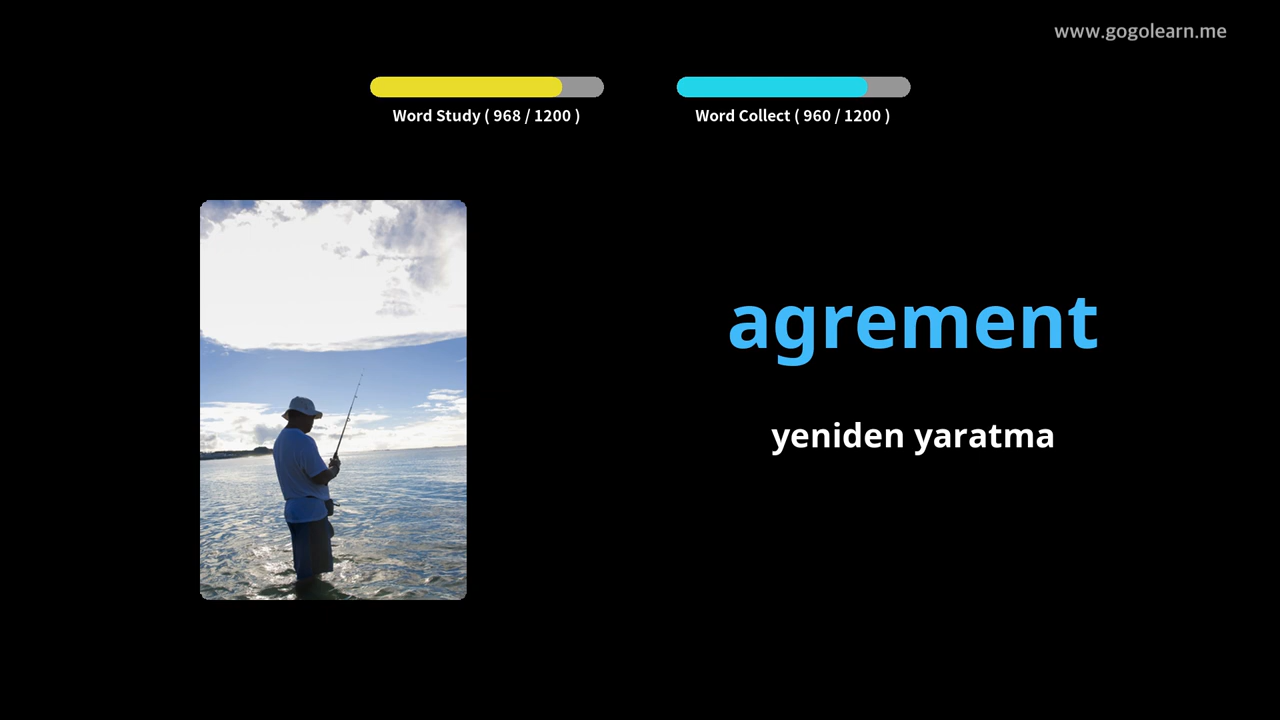 www.gogolearn.me
Word Study ( 968 / 1200 )
Word Collect ( 960 / 1200 )
agrement
yeniden yaratma